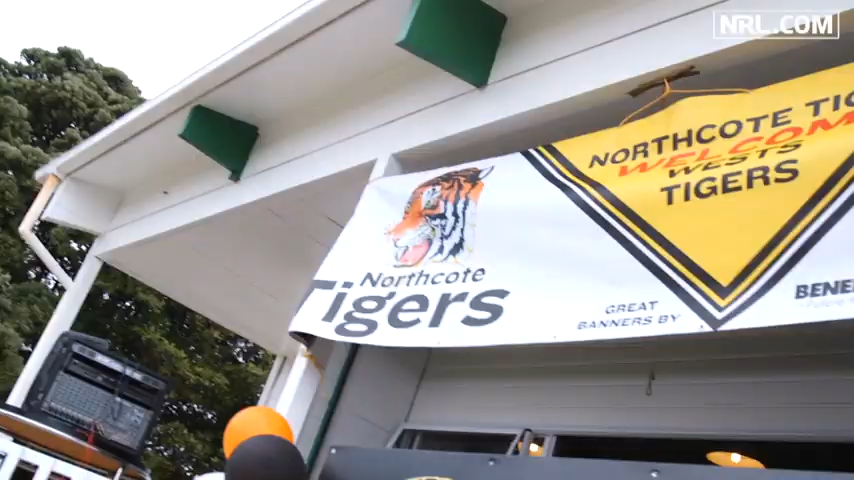 NRL.COM
NORTHCOTE
WELCOME
WESTS
TIGERS
Northcote
Tigers
GREAT
BANNERS BY